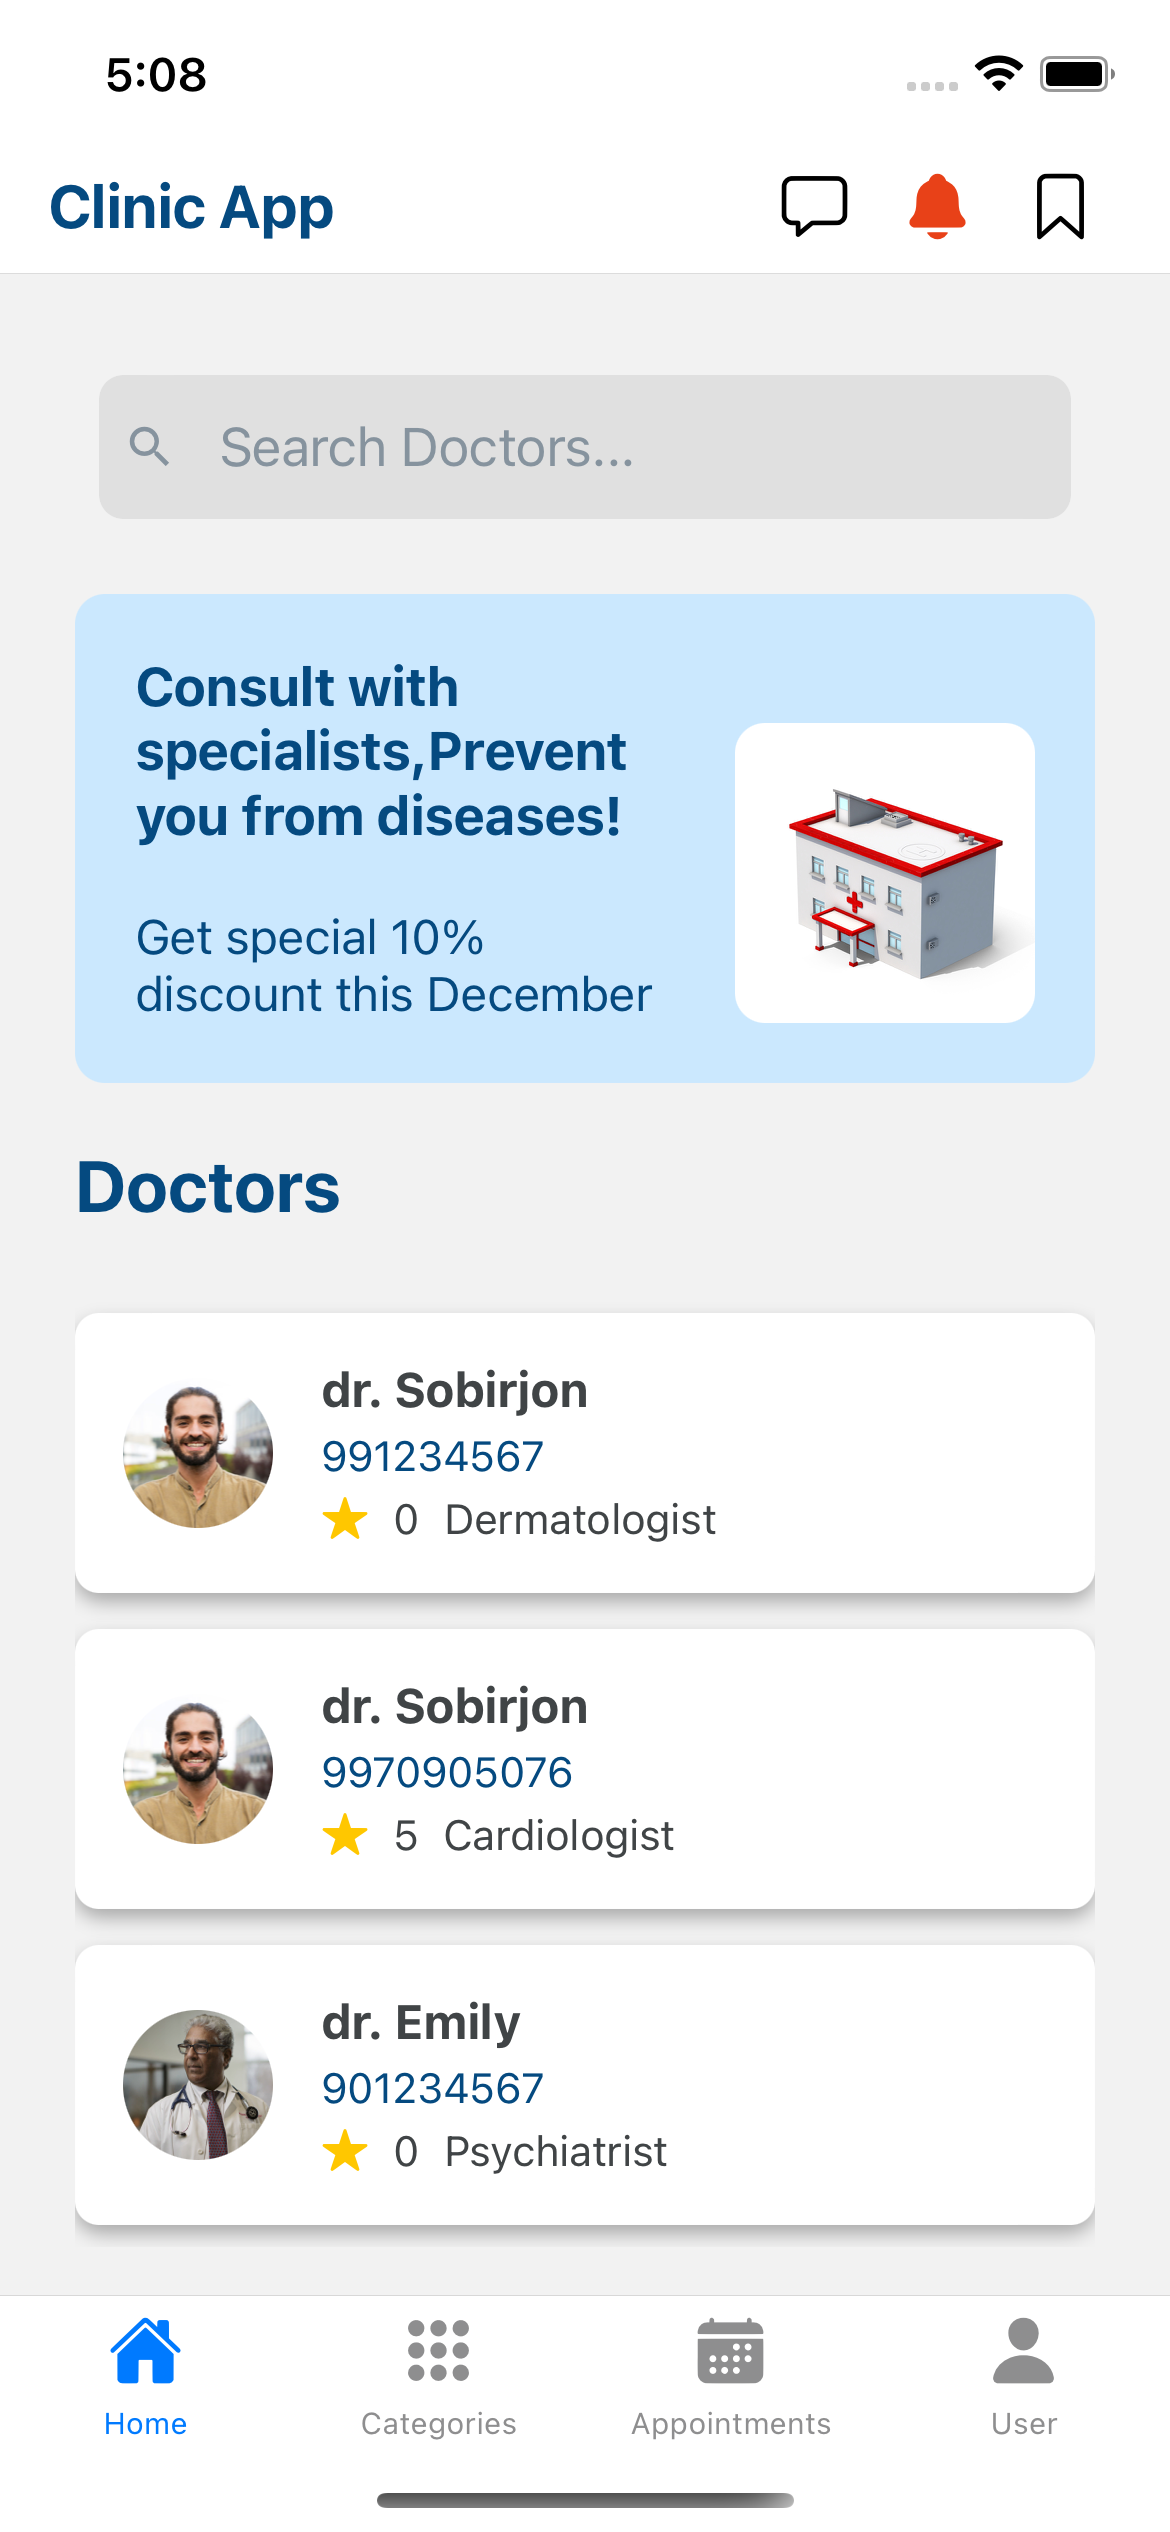 5:08
Clinic App
Search Doctors...
Consult with
specialists,Prevent
you from diseases!
Get special 10%
discount this December
Doctors
dr. Sobirjon
991234567
0 Dermatologist
dr. Sobirjon
9970905076
5 Cardiologist
dr. Emily
901234567
0 Psychiatrist
Home Categories Appointments User